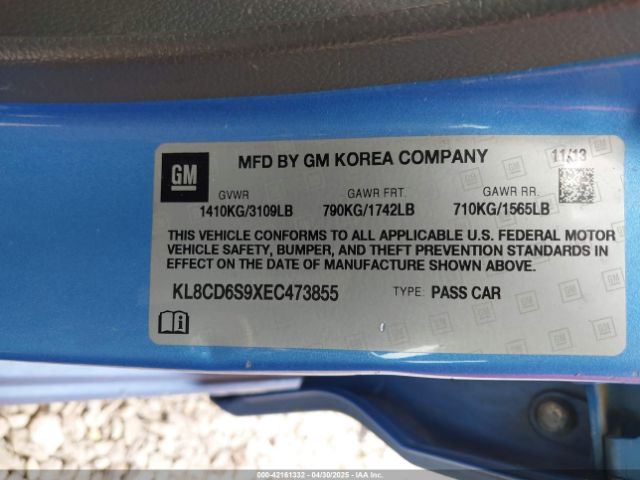 GM
MFD BY GM KOREA COMPANY
11/13
GVWR GAWR FRT. GAWR RR.
1410KG/3109LB 790KG/1742LB 710KG/1565LB
THIS VEHICLE CONFORMS TO ALL APPLICABLE U.S. FEDERAL MOTOR
VEHICLE SAFETY, BUMPER, AND THEFT PREVENTION STANDARDS IN
EFFECT ON THE DATE OF MANUFACTURE SHOWN ABOVE.
KL8CD6S9XEC473855 TYPE: PASS CAR
000-42161332 - 04/30/2025 - IAAI.COM